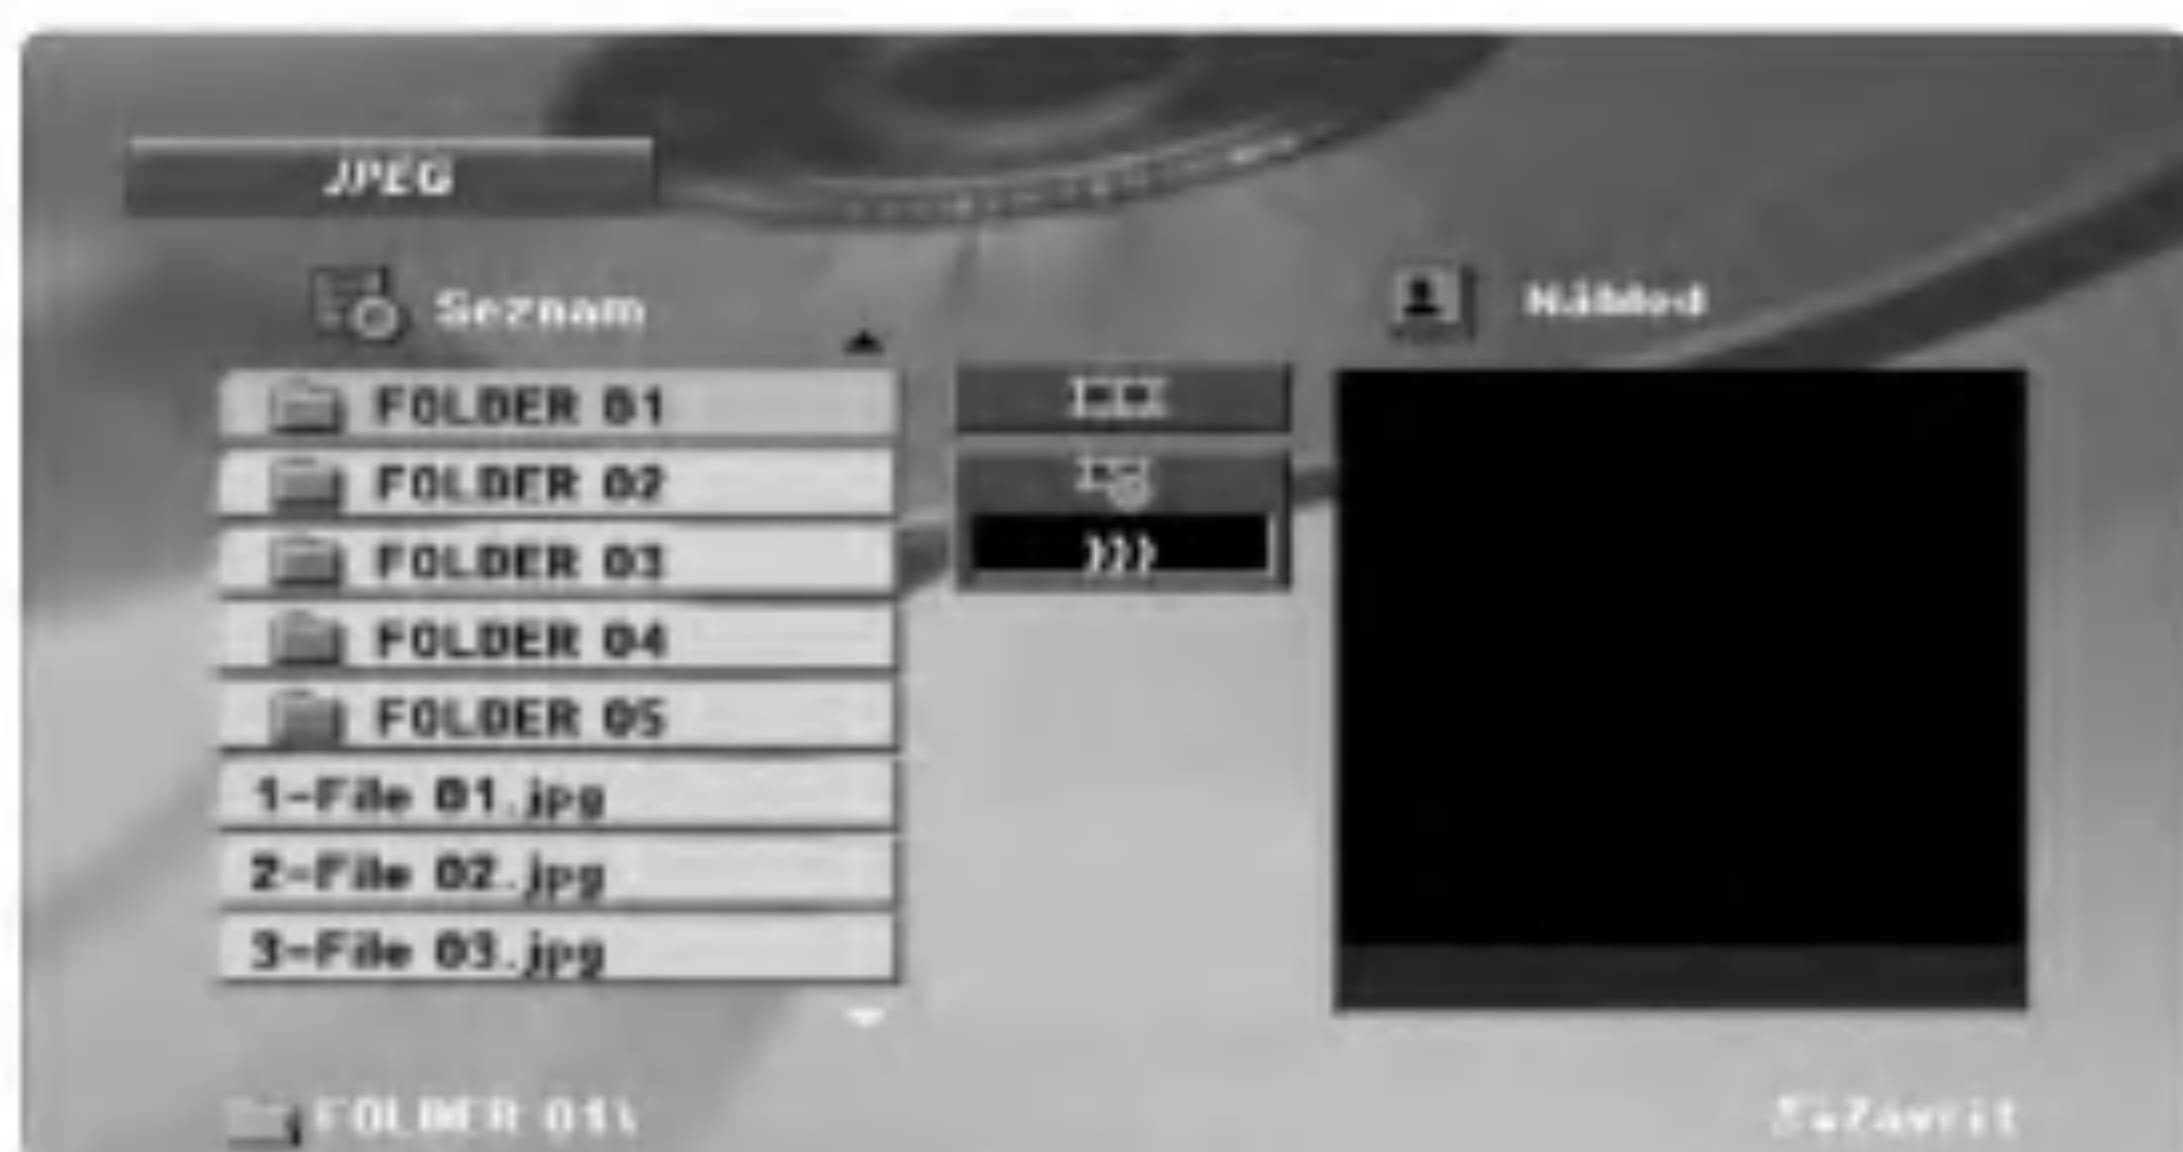 JPEG
Seznam
Náhled
FOLDER 01
FOLDER 02
FOLDER 03
FOLDER 04
FOLDER 05
1-File 01.jpg
2-File 02.jpg
3-File 03.jpg
FOLDER 01\